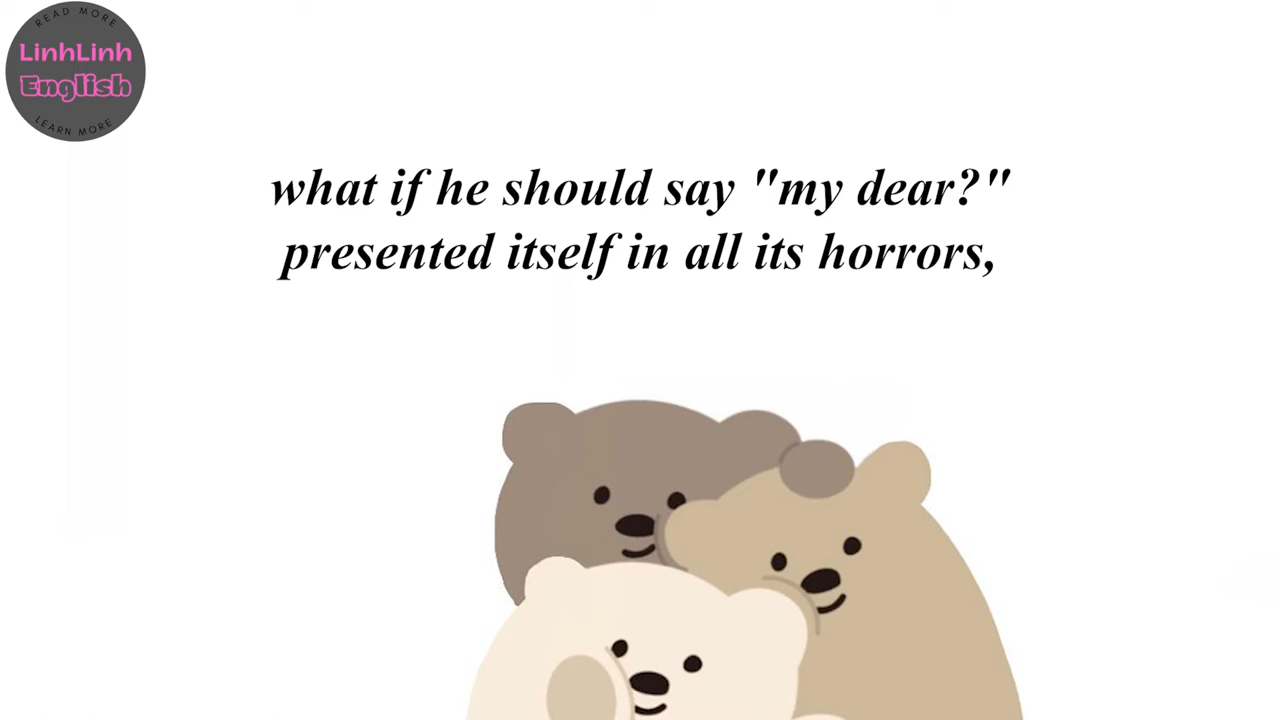 READ MORE
LinhLinh
English
LEARN MORE
what if he should say "my dear?"
presented itself in all its horrors,